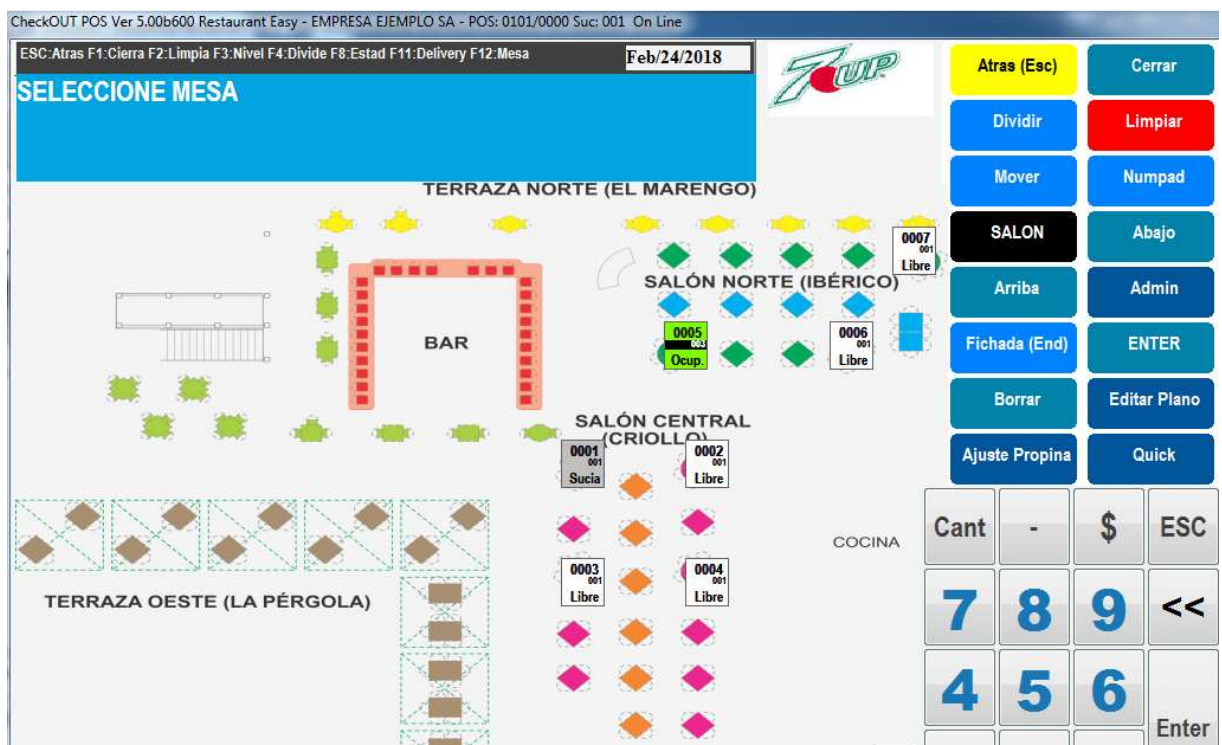 CheckOUT POS Ver 5.00b600 Restaurant Easy - EMPRESA EJEMPLO SA - POS: 0101/0000 Suc: 001 On Line
ESC:Atras F1:Cierra F2:Limpia F3:Nivel F4:Divide F8:Estad F11:Delivery F12:Mesa
Feb/24/2018
SELECCIONE MESA
7UP
Atras (Esc)
Cerrar
Dividir
Limpiar
Mover
Numpad
SALON
Abajo
Arriba
Admin
Fichada (End)
ENTER
Borrar
Editar Plano
Ajuste Propina
Quick
TERRAZA NORTE (EL MARENGO)
0007
001
Libre
SALÓN NORTE (IBÉRICO)
BAR
0005
003
Ocup.
0006
001
Libre
SALÓN CENTRAL
(CRIOLLO)
0001
001
Sucia
0002
001
Libre
COCINA
0003
001
Libre
0004
001
Libre
TERRAZA OESTE (LA PÉRGOLA)
Cant - $ ESC
7 8 9 <<
4 5 6
Enter